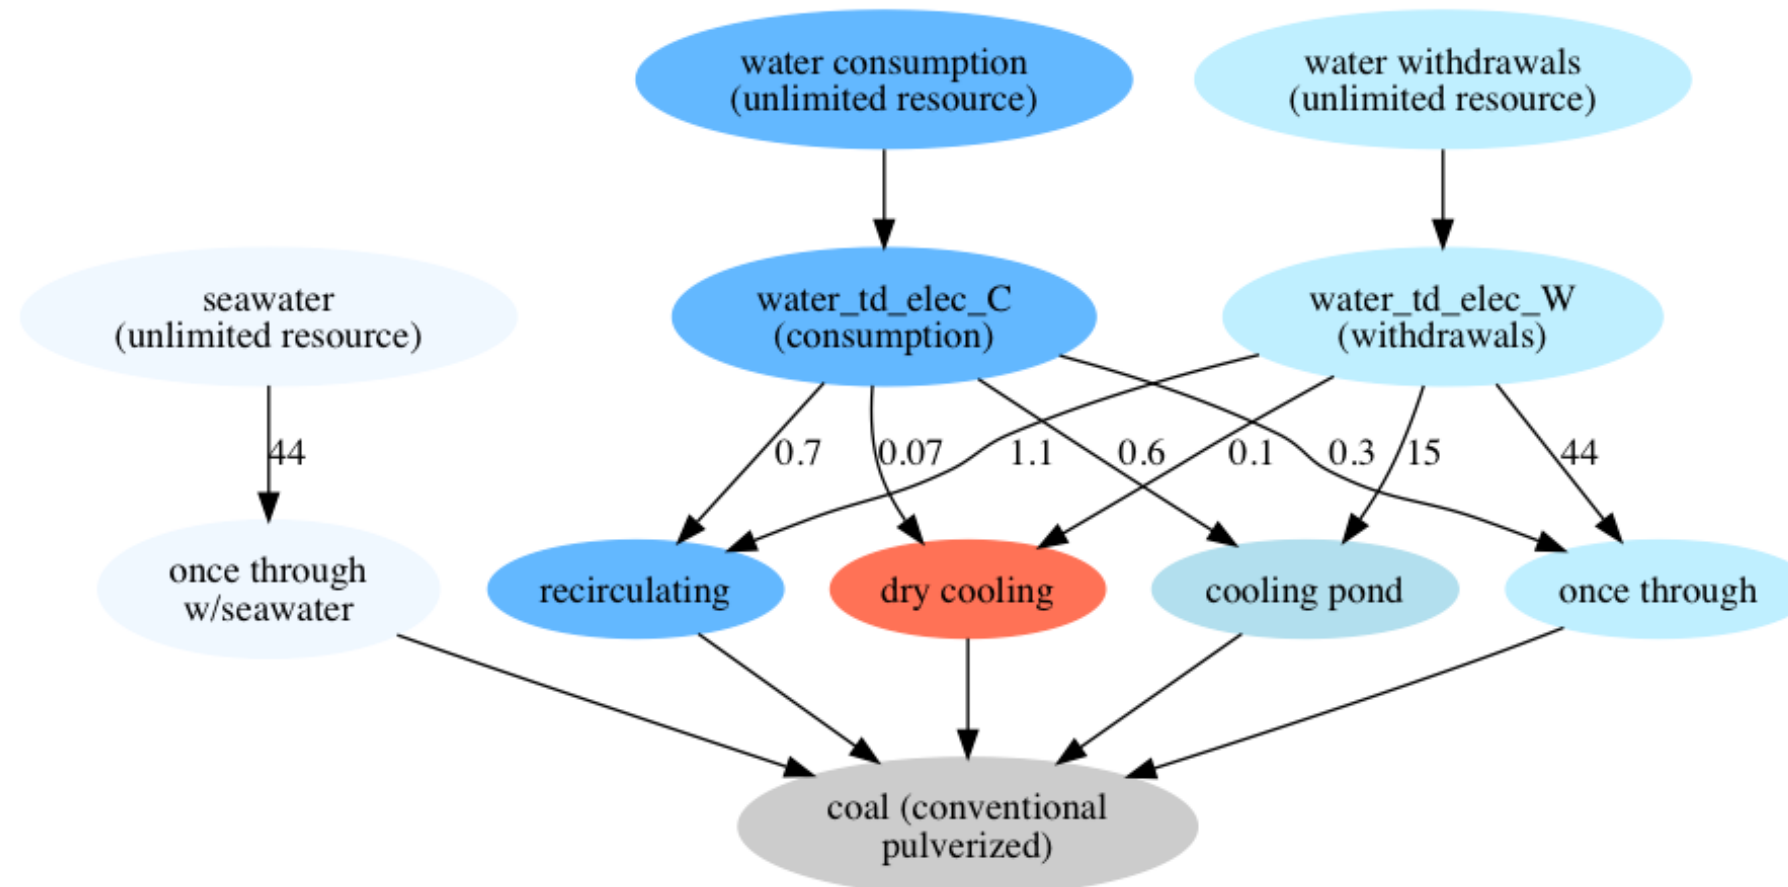 water consumption
(unlimited resource)
water withdrawals
(unlimited resource)
seawater
(unlimited resource)
water_td_elec_C
(consumption)
water_td_elec_W
(withdrawals)
44
0.7
0.07
1.1
0.6
0.1
0.3
15
44
once through
w/seawater
recirculating
dry cooling
cooling pond
once through
coal (conventional
pulverized)